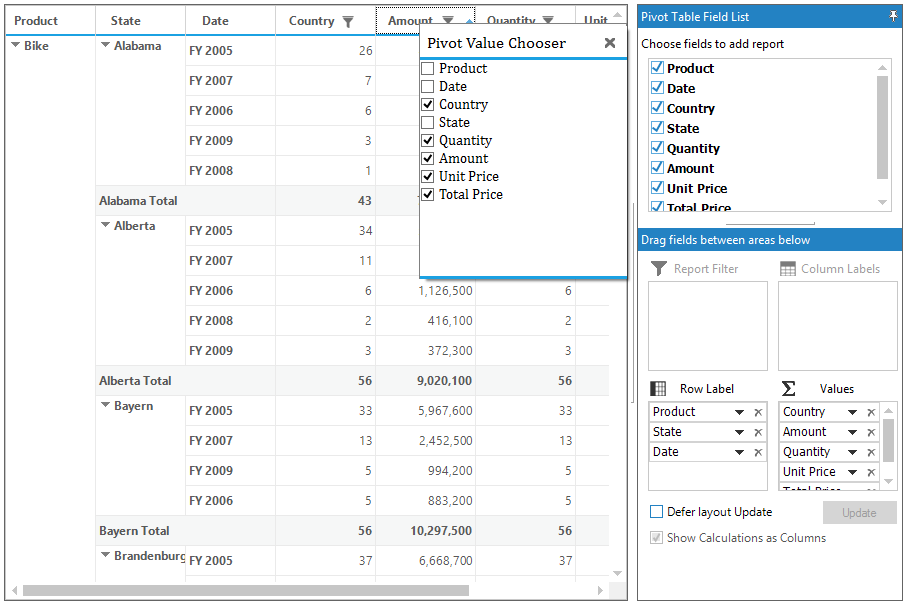 Product State Date Country Amount Quantity Unit
Bike Alabama FY 2005 26
FY 2007 7
FY 2006 6
FY 2009 3
FY 2008 1
Alabama Total 43
Alberta FY 2005 34
FY 2007 11
FY 2006 6 1,126,500 6
FY 2008 2 416,100 2
FY 2009 3 372,300 3
Alberta Total 56 9,020,100 56
Bayern FY 2005 33 5,967,600 33
FY 2007 13 2,452,500 13
FY 2009 5 994,200 5
FY 2006 5 883,200 5
Bayern Total 56 10,297,500 56
Brandenburg FY 2005 37 6,668,700 37
Pivot Value Chooser
Product
Date
Country
State
Quantity
Amount
Unit Price
Total Price
Pivot Table Field List
Choose fields to add report
Product
Date
Country
State
Quantity
Amount
Unit Price
Total Price
Drag fields between areas below
Report Filter Column Labels
Row Label Values
Product Country
State Amount
Date Quantity
Unit Price
Total Price
Defer layout Update Update
Show Calculations as Columns